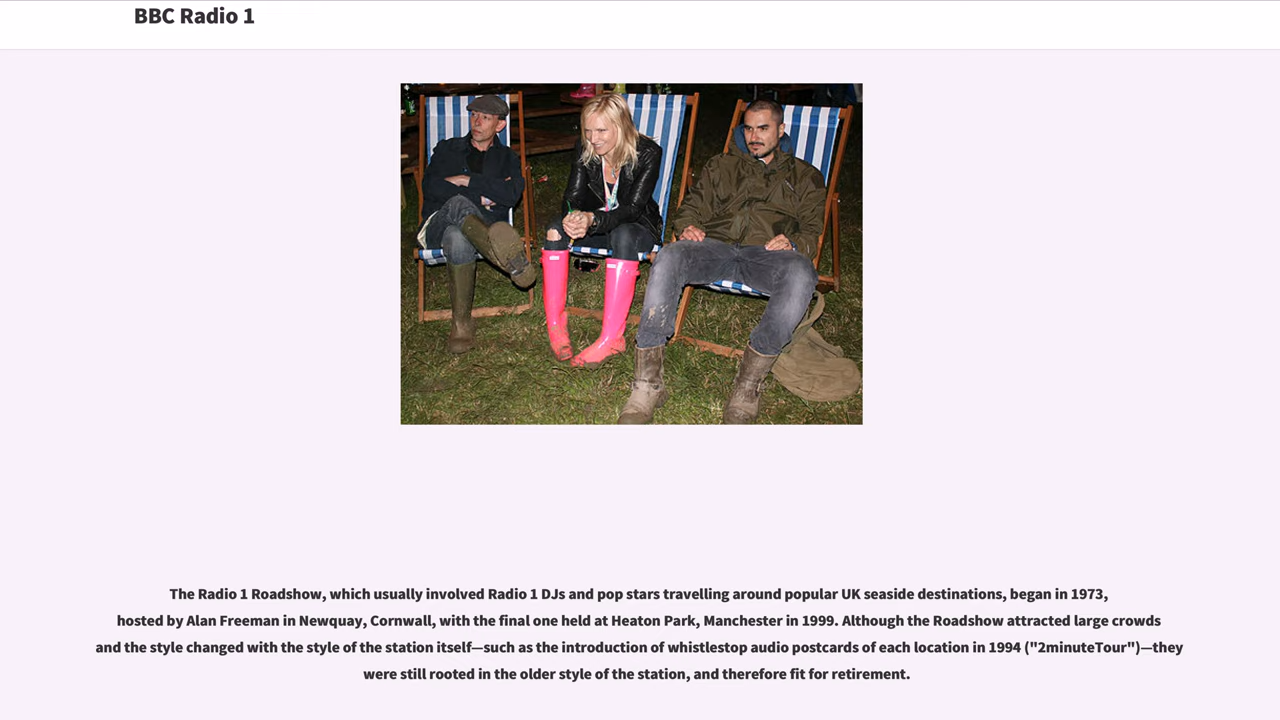 BBC Radio 1
The Radio 1 Roadshow, which usually involved Radio 1 DJs and pop stars travelling around popular UK seaside destinations, began in 1973,
hosted by Alan Freeman in Newquay, Cornwall, with the final one held at Heaton Park, Manchester in 1999. Although the Roadshow attracted large crowds
and the style changed with the style of the station itself—such as the introduction of whistlestop audio postcards of each location in 1994 ("2minuteTour")—they
were still rooted in the older style of the station, and therefore fit for retirement.